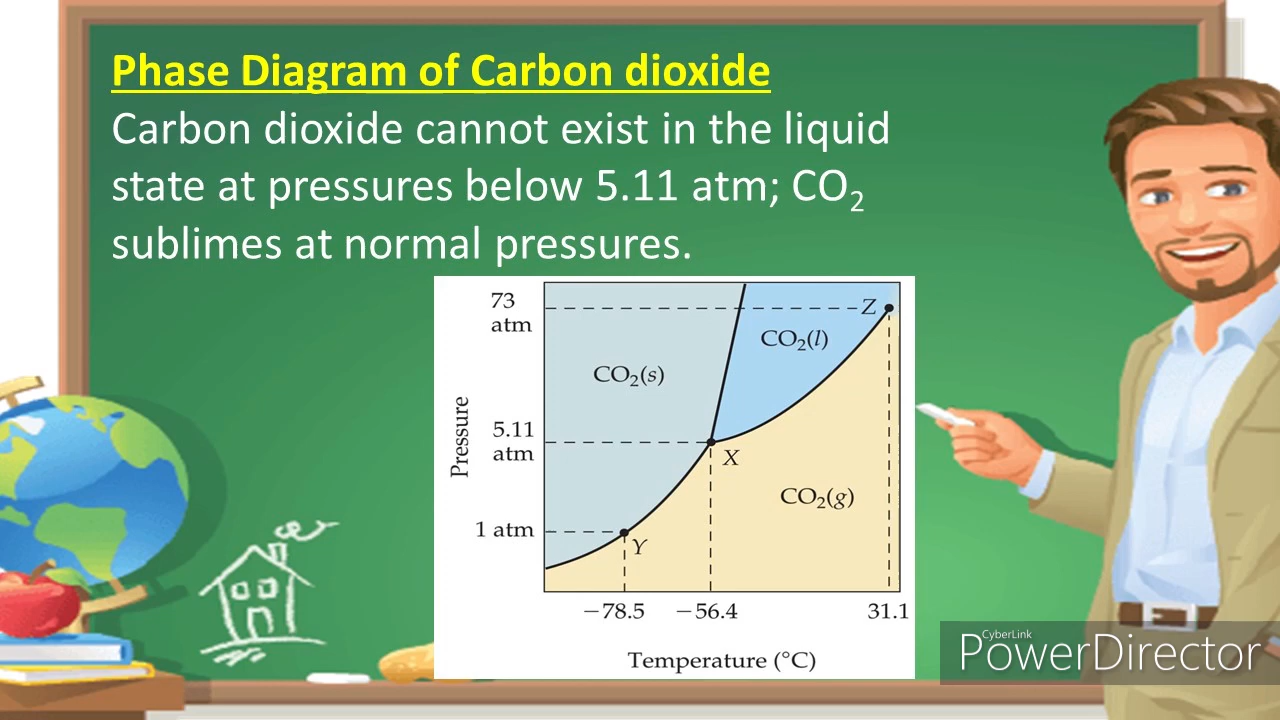 Phase Diagram of Carbon dioxide
Carbon dioxide cannot exist in the liquid
state at pressures below 5.11 atm; CO₂
sublimes at normal pressures.
73
atm
Z
CO₂(l)
CO₂(s)
Pressure
5.11
atm
X
CO₂(g)
1 atm
Y
−78.5
−56.4
31.1
Temperature (°C)
CyberLink
PowerDirector